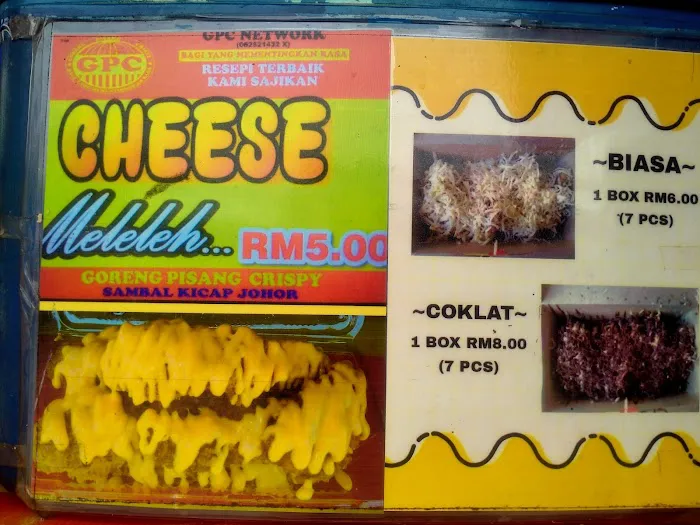 GPC
GPC NETWORK
BAGI YANG MEMENTINGKAN RASA
RESEPI TERBAIK
KAMI SAJIKAN
CHEESE
Meleleh...
RM5.00
GORENG PISANG CRISPY
SAMBAL KICAP JOHOR
~BIASA~
1 BOX RM6.00
(7 PCS)
~COKLAT~
1 BOX RM8.00
(7 PCS)